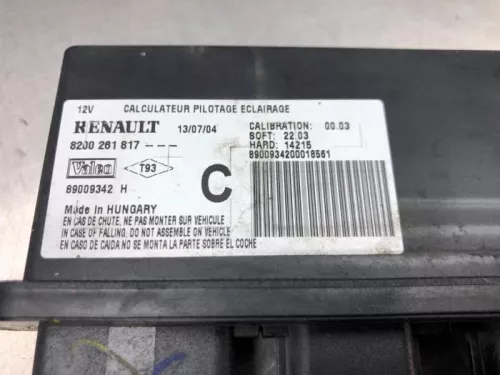 12V CALCULATEUR PILOTAGE ECLAIRAGE
RENAULT 13/07/04 CALIBRATION: 00.03
8200 261 817 -- SOFT: 22.03
HARD: 14215
8900934200018561
Valeo T93
89009342 H C
Made in HUNGARY
EN CAS DE CHUTE, NE PAS MONTER SUR VEHICULE
IN CASE OF FALLING, DO NOT ASSEMBLE ON VEHICLE
EN CASO DE CAIDA NO SE MONTA LA PARTE SOBRE EL COCHE